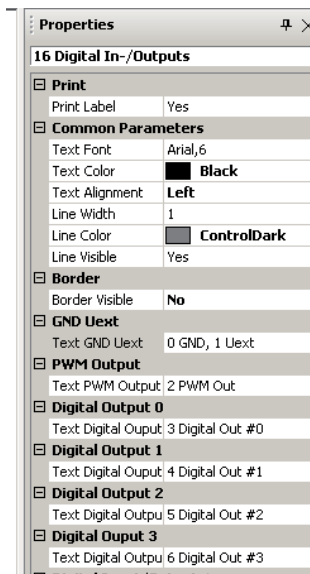 Properties
16 Digital In-/Outputs
Print
Print Label Yes
Common Parameters
Text Font Arial,6
Text Color Black
Text Alignment Left
Line Width 1
Line Color ControlDark
Line Visible Yes
Border
Border Visible No
GND Uext
Text GND Uext 0 GND, 1 Uext
PWM Output
Text PWM Output 2 PWM Out
Digital Output 0
Text Digital Ouput 3 Digital Out #0
Digital Output 1
Text Digital Ouput 4 Digital Out #1
Digital Output 2
Text Digital Outpu 5 Digital Out #2
Digital Ouput 3
Text Digital Outpu 6 Digital Out #3